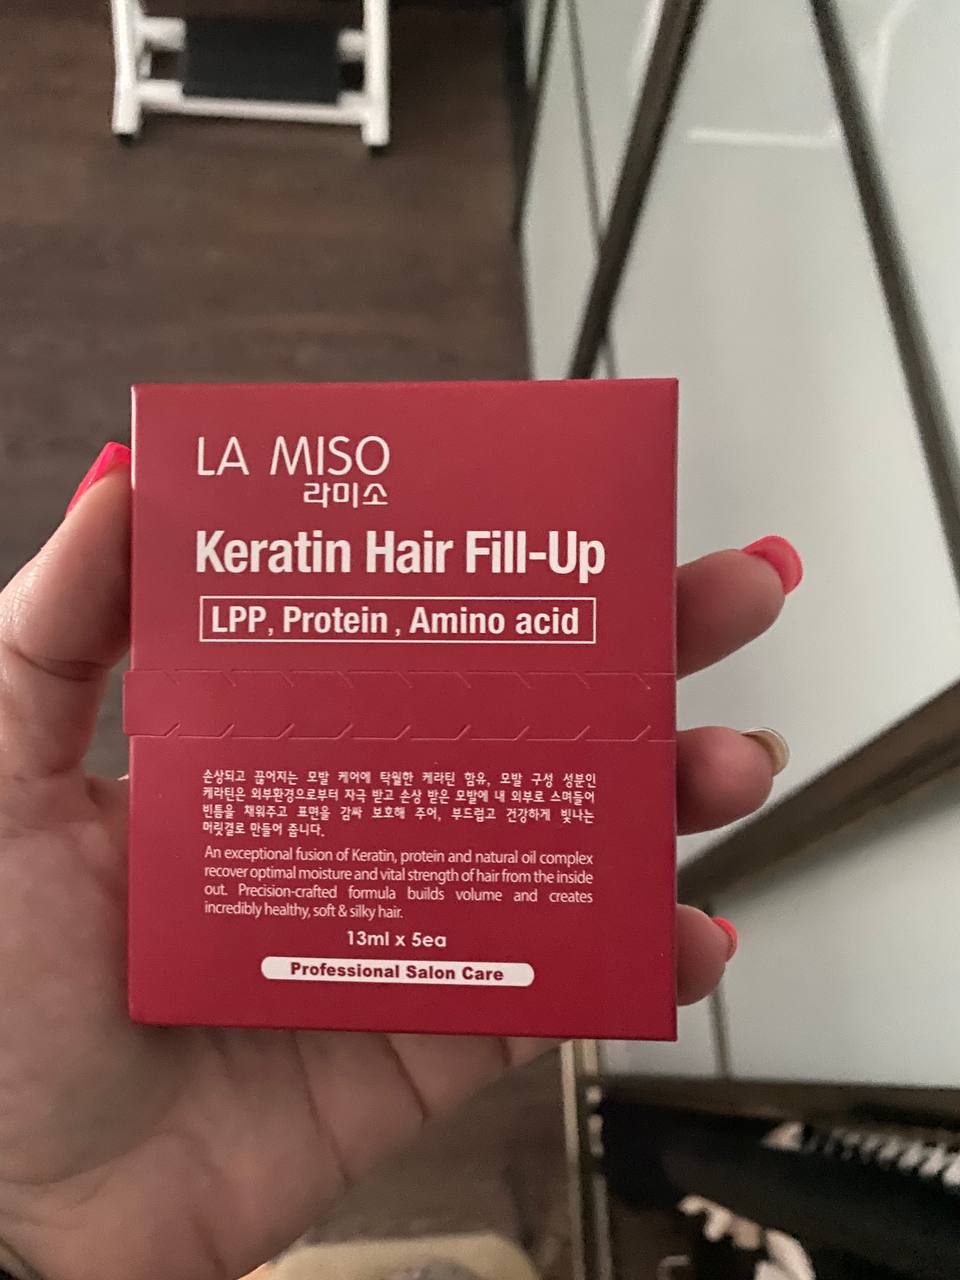 LA MISO
라미소
Keratin Hair Fill-Up
LPP, Protein , Amino acid
손상되고 끊어지는 모발 케어에 탁월한 케라틴 함유, 모발 구성 성분인
케라틴은 외부환경으로부터 자극 받고 손상 받은 모발에 내 외부로 스며들어
빈틈을 채워주고 표면을 감싸 보호해 주어, 부드럽고 건강하게 빛나는
머릿결로 만들어 줍니다.
An exceptional fusion of Keratin, protein and natural oil complex
recover optimal moisture and vital strength of hair from the inside
out. Precision-crafted formula builds volume and creates
incredibly healthy, soft & silky hair.
13ml x 5ea
Professional Salon Care